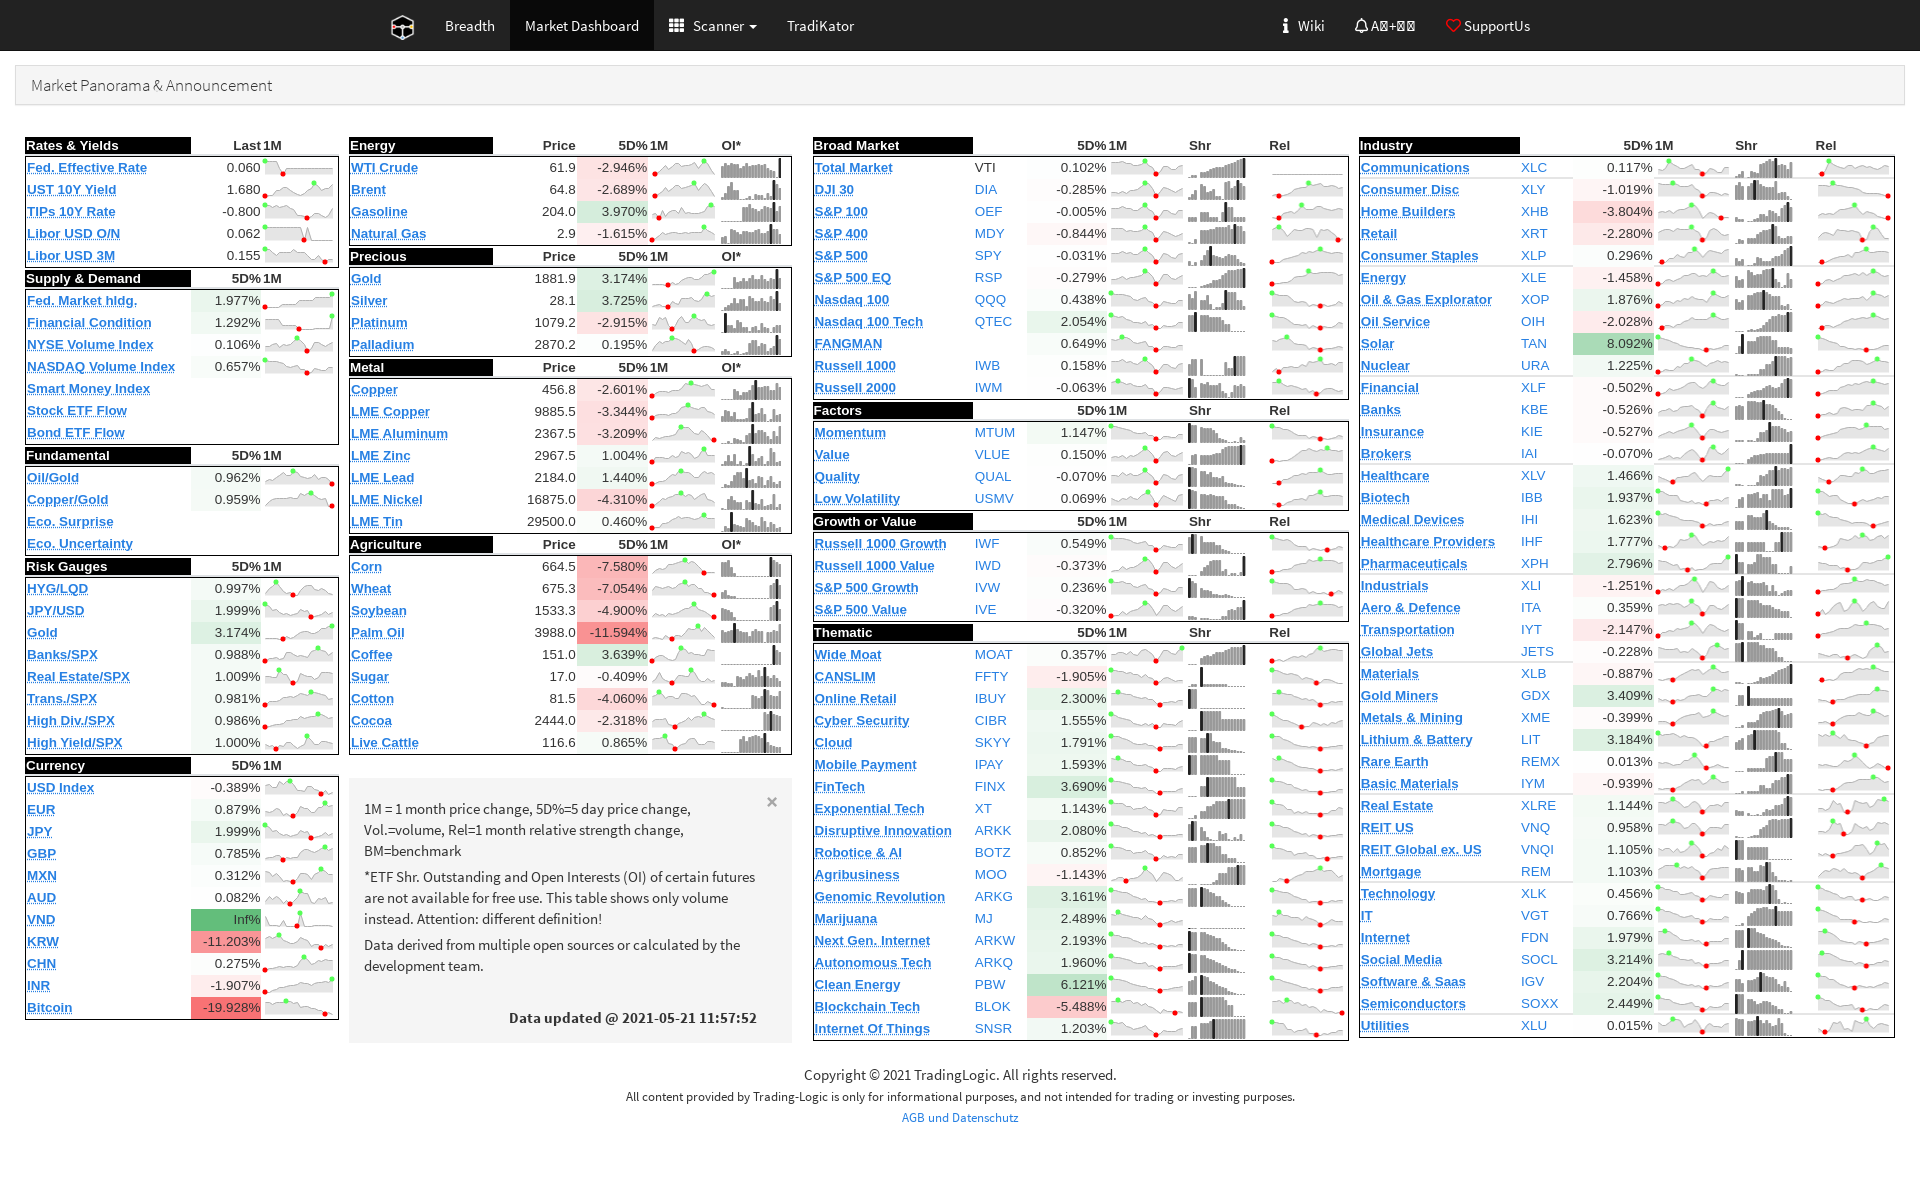 Breadth Market Dashboard Scanner TradiKator Wiki SupportUs
Market Panorama & Announcement
Rates & Yields Last 1M
Fed. Effective Rate 0.060
UST 10Y Yield 1.680
TIPs 10Y Rate -0.800
Libor USD O/N 0.062
Libor USD 3M 0.155
Supply & Demand 5D% 1M
Fed. Market hldg. 1.977%
Financial Condition 1.292%
NYSE Volume Index 0.106%
NASDAQ Volume Index 0.657%
Smart Money Index
Stock ETF Flow
Bond ETF Flow
Fundamental 5D% 1M
Oil/Gold 0.962%
Copper/Gold 0.959%
Eco. Surprise
Eco. Uncertainty
Risk Gauges 5D% 1M
HYG/LQD 0.997%
JPY/USD 1.999%
Gold 3.174%
Banks/SPX 0.988%
Real Estate/SPX 1.009%
Trans./SPX 0.981%
High Div./SPX 0.986%
High Yield/SPX 1.000%
Currency 5D% 1M
USD Index -0.389%
EUR 0.879%
JPY 1.999%
GBP 0.785%
MXN 0.312%
AUD 0.082%
VND Inf%
KRW -11.203%
CHN 0.275%
INR -1.907%
Bitcoin -19.928%
Energy Price 5D% 1M OI*
WTI Crude 61.9 -2.946%
Brent 64.8 -2.689%
Gasoline 204.0 3.970%
Natural Gas 2.9 -1.615%
Precious Price 5D% 1M OI*
Gold 1881.9 3.174%
Silver 28.1 3.725%
Platinum 1079.2 -2.915%
Palladium 2870.2 0.195%
Metal Price 5D% 1M OI*
Copper 456.8 -2.601%
LME Copper 9885.5 -3.344%
LME Aluminum 2367.5 -3.209%
LME Zinc 2967.5 1.004%
LME Lead 2184.0 1.440%
LME Nickel 16875.0 -4.310%
LME Tin 29500.0 0.460%
Agriculture Price 5D% 1M OI*
Corn 664.5 -7.580%
Wheat 675.3 -7.054%
Soybean 1533.3 -4.900%
Palm Oil 3988.0 -11.594%
Coffee 151.0 3.639%
Sugar 17.0 -0.409%
Cotton 81.5 -4.060%
Cocoa 2444.0 -2.318%
Live Cattle 116.6 0.865%
×
1M = 1 month price change, 5D%=5 day price change,
Vol.=volume, Rel=1 month relative strength change,
BM=benchmark
*ETF Shr. Outstanding and Open Interests (OI) of certain futures
are not available for free use. This table shows only volume
instead. Attention: different definition!
Data derived from multiple open sources or calculated by the
development team.
Data updated @ 2021-05-21 11:57:52
Broad Market 5D% 1M Shr Rel
Total Market VTI 0.102%
DJI 30 DIA -0.285%
S&P 100 OEF -0.005%
S&P 400 MDY -0.844%
S&P 500 SPY -0.031%
S&P 500 EQ RSP -0.279%
Nasdaq 100 QQQ 0.438%
Nasdaq 100 Tech QTEC 2.054%
FANGMAN 0.649%
Russell 1000 IWB 0.158%
Russell 2000 IWM -0.063%
Factors 5D% 1M Shr Rel
Momentum MTUM 1.147%
Value VLUE 0.150%
Quality QUAL -0.070%
Low Volatility USMV 0.069%
Growth or Value 5D% 1M Shr Rel
Russell 1000 Growth IWF 0.549%
Russell 1000 Value IWD -0.373%
S&P 500 Growth IVW 0.236%
S&P 500 Value IVE -0.320%
Thematic 5D% 1M Shr Rel
Wide Moat MOAT 0.357%
CANSLIM FFTY -1.905%
Online Retail IBUY 2.300%
Cyber Security CIBR 1.555%
Cloud SKYY 1.791%
Mobile Payment IPAY 1.593%
FinTech FINX 3.690%
Exponential Tech XT 1.143%
Disruptive Innovation ARKK 2.080%
Robotice & AI BOTZ 0.852%
Agribusiness MOO -1.143%
Genomic Revolution ARKG 3.161%
Marijuana MJ 2.489%
Next Gen. Internet ARKW 2.193%
Autonomous Tech ARKQ 1.960%
Clean Energy PBW 6.121%
Blockchain Tech BLOK -5.488%
Internet Of Things SNSR 1.203%
Industry 5D% 1M Shr Rel
Communications XLC 0.117%
Consumer Disc XLY -1.019%
Home Builders XHB -3.804%
Retail XRT -2.280%
Consumer Staples XLP 0.296%
Energy XLE -1.458%
Oil & Gas Explorator XOP 1.876%
Oil Service OIH -2.028%
Solar TAN 8.092%
Nuclear URA 1.225%
Financial XLF -0.502%
Banks KBE -0.526%
Insurance KIE -0.527%
Brokers IAI -0.070%
Healthcare XLV 1.466%
Biotech IBB 1.937%
Medical Devices IHI 1.623%
Healthcare Providers IHF 1.777%
Pharmaceuticals XPH 2.796%
Industrials XLI -1.251%
Aero & Defence ITA 0.359%
Transportation IYT -2.147%
Global Jets JETS -0.228%
Materials XLB -0.887%
Gold Miners GDX 3.409%
Metals & Mining XME -0.399%
Lithium & Battery LIT 3.184%
Rare Earth REMX 0.013%
Basic Materials IYM -0.939%
Real Estate XLRE 1.144%
REIT US VNQ 0.958%
REIT Global ex. US VNQI 1.105%
Mortgage REM 1.103%
Technology XLK 0.456%
IT VGT 0.766%
Internet FDN 1.979%
Social Media SOCL 3.214%
Software & Saas IGV 2.204%
Semiconductors SOXX 2.449%
Utilities XLU 0.015%
Copyright © 2021 TradingLogic. All rights reserved.
All content provided by Trading-Logic is only for informational purposes, and not intended for trading or investing purposes.
AGB und Datenschutz